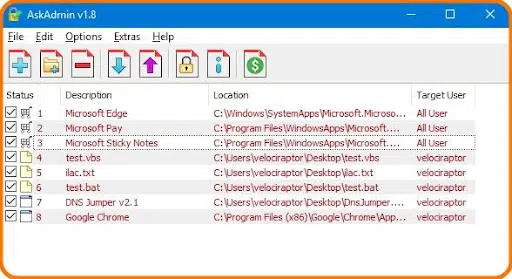 AskAdmin v1.8
File Edit Options Extras Help
Status Description Location Target User
1 Microsoft Edge C:\Windows\SystemApps\Microsoft.Microso... All User
2 Microsoft Pay C:\Program Files\WindowsApps\Microsoft.... All User
3 Microsoft Sticky Notes C:\Program Files\WindowsApps\Microsoft.... All User
4 test.vbs C:\Users\velociraptor\Desktop\test.vbs velociraptor
5 ilac.txt C:\Users\velociraptor\Desktop\ilac.txt velociraptor
6 test.bat C:\Users\velociraptor\Desktop\test.bat velociraptor
7 DNS Jumper v2.1 C:\Users\velociraptor\Desktop\DnsJumper.... velociraptor
8 Google Chrome C:\Program Files (x86)\Google\Chrome\App... velociraptor